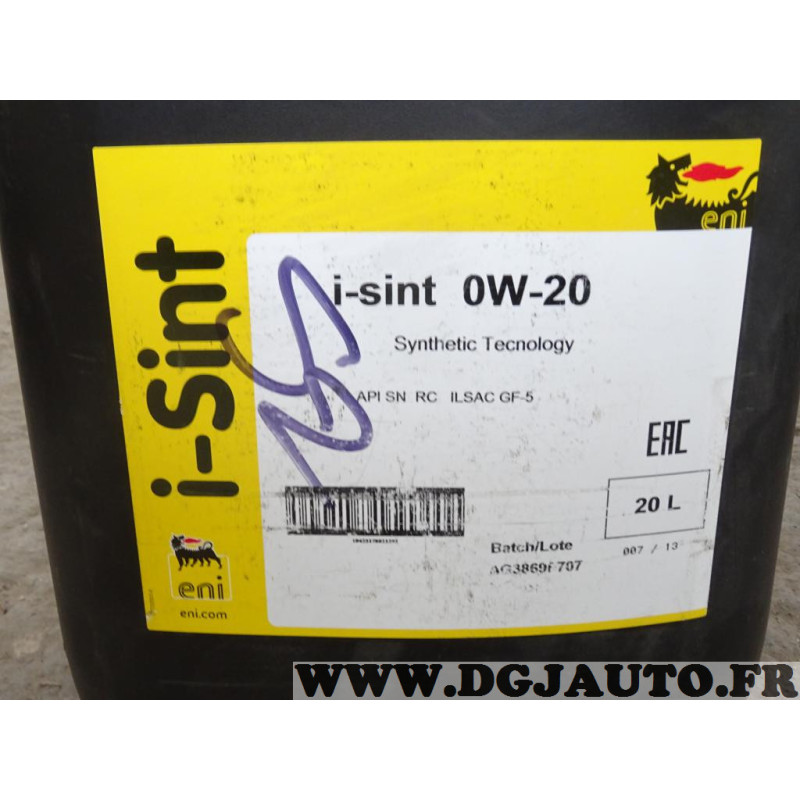 i-Sint
eni
i-sint 0W-20
Synthetic Tecnology
API SN RC ILSAC GF-5
EAC
20 L
Batch/Lote
007 / 13
eni
eni.com
WWW.DGJAUTO.FR